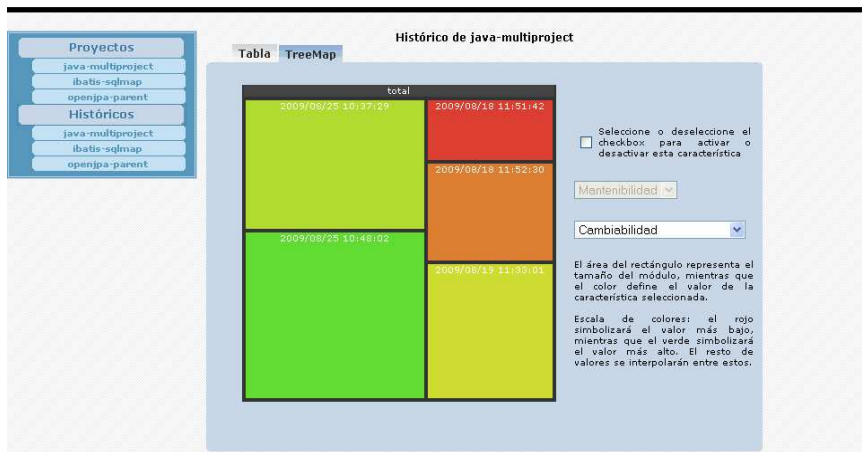 Histórico de java-multiproject
Proyectos
java-multiproject
ibatis-sqlmap
openjpa-parent
Históricos
java-multiproject
ibatis-sqlmap
openjpa-parent
Tabla TreeMap
total
2009/08/25 10:37:29
2009/08/18 11:51:42
2009/08/18 11:52:30
2009/08/25 10:48:02
2009/08/19 11:33:01
Seleccione o deseleccione el
checkbox para activar o
desactivar esta característica
Mantenibilidad
Cambiabilidad
El área del rectángulo representa el
tamaño del módulo, mientras que
el color define el valor de la
característica seleccionada.
Escala de colores: el rojo
simbolizará el valor más bajo,
mientras que el verde simbolizará
el valor más alto. El resto de
valores se interpolarán entre estos.